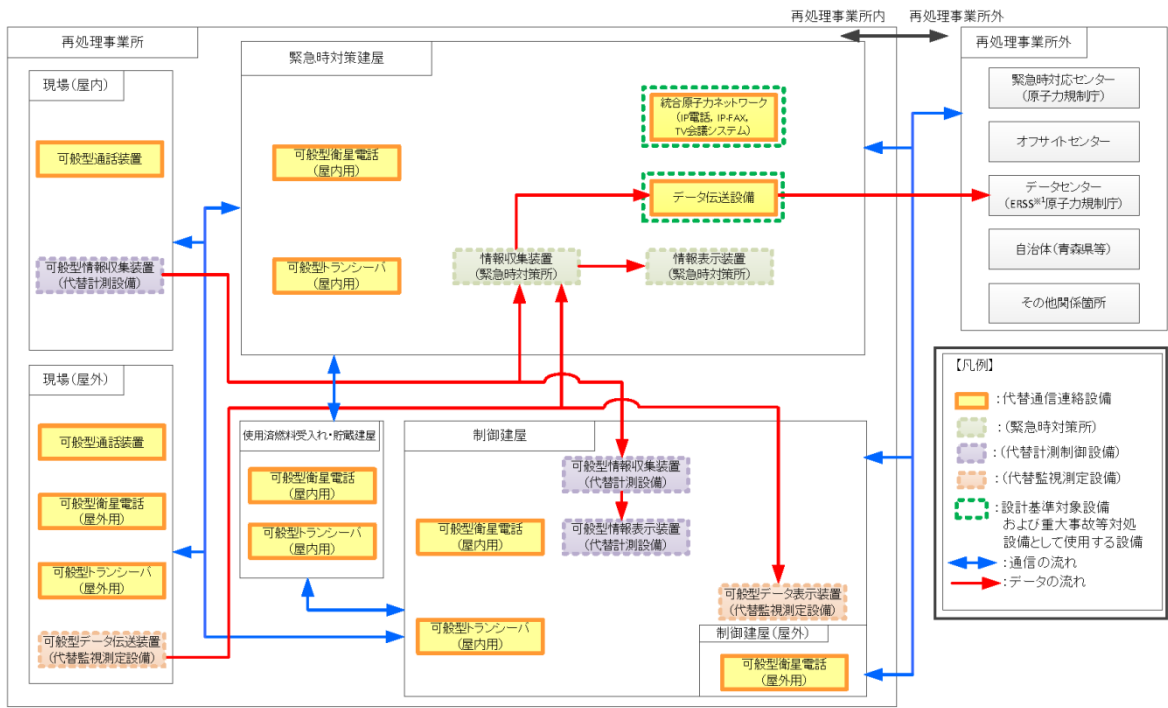 再処理事業所内
再処理事業所外
再処理事業所
現場(屋内)
可般型通話装置
可般型情報収集装置
(代替計測設備)
現場(屋外)
可般型通話装置
可般型衛星電話
(屋外用)
可般型トランシーバ
(屋外用)
可般型データ伝送装置
(代替監視測定設備)
緊急時対策建屋
可般型衛星電話
(屋内用)
可般型トランシーバ
(屋内用)
統合原子力ネットワーク
(IP電話, IP-FAX,
TV会議システム)
データ伝送設備
情報収集装置
(緊急時対策所)
情報表示装置
(緊急時対策所)
使用済燃料受入れ・貯蔵建屋
可般型衛星電話
(屋内用)
可般型トランシーバ
(屋内用)
制御建屋
可般型情報収集装置
(代替計測設備)
可般型衛星電話
(屋内用)
可般型情報表示装置
(代替計測設備)
可般型トランシーバ
(屋内用)
可般型データ表示装置
(代替監視測定設備)
制御建屋(屋外)
可般型衛星電話
(屋外用)
再処理事業所外
緊急時対応センター
(原子力規制庁)
オフサイトセンター
データセンター
(ERSS※1原子力規制庁)
自治体(青森県等)
その他関係箇所
【凡例】
:代替通信連絡設備
:(緊急時対策所)
:(代替計測制御設備)
:(代替監視測定設備)
:設計基準対象設備
および重大事故等対処
設備として使用する設備
:通信の流れ
:データの流れ